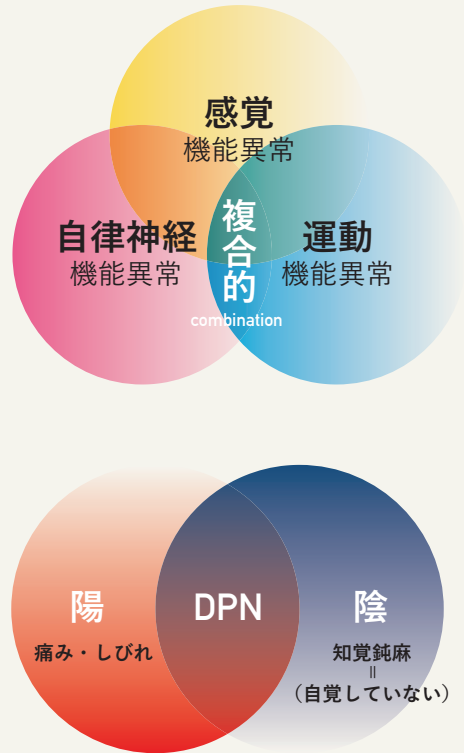 感覚
機能異常
自律神経
機能異常
複合的
combination
運動
機能異常
陽
痛み・しびれ
DPN
陰
知覚鈍麻
=
(自覚していない)